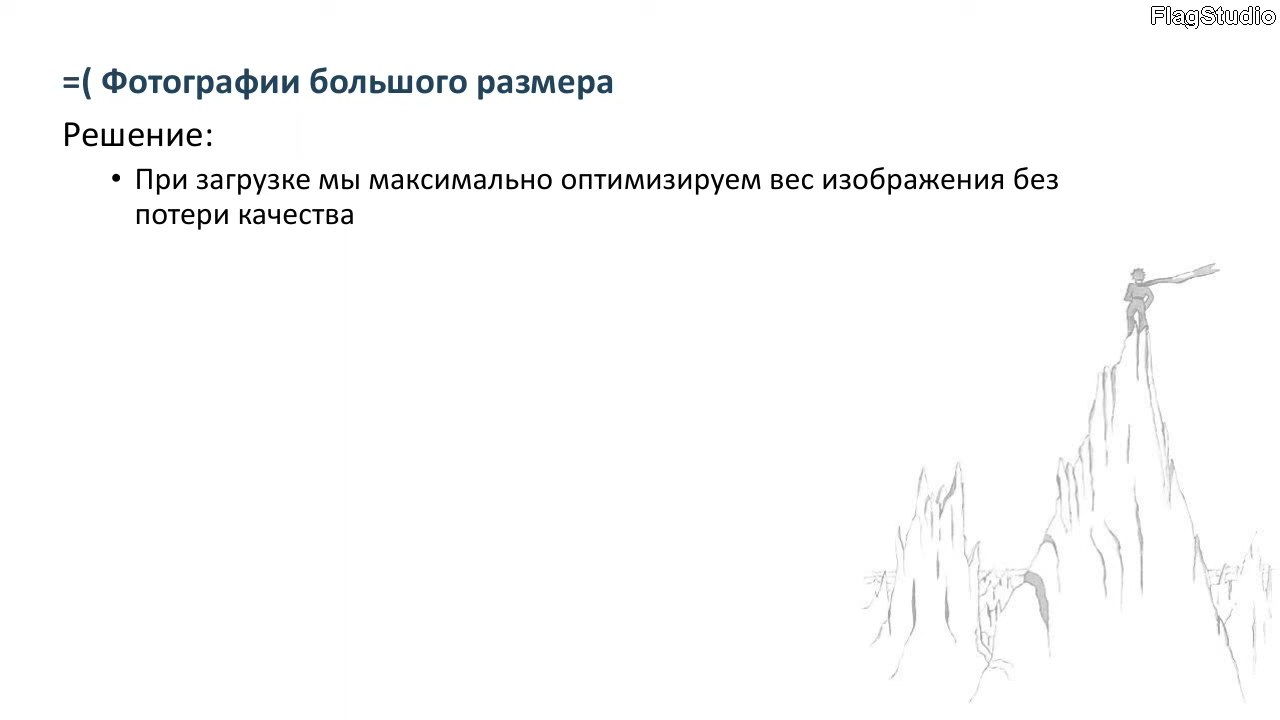 FlagStudio
=( Фотографии большого размера
Решение:
• При загрузке мы максимально оптимизируем вес изображения без
потери качества